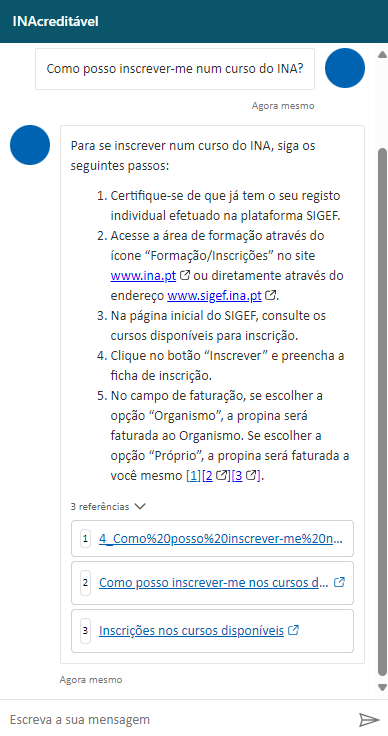 INAcreditável
Como posso inscrever-me num curso do INA?
Agora mesmo
Para se inscrever num curso do INA, siga os
seguintes passos:
1. Certifique-se de que já tem o seu registo
individual efetuado na plataforma SIGEF.
2. Acesse a área de formação através do
ícone “Formação/Inscrições” no site
www.ina.pt ou diretamente através do
endereço www.sigef.ina.pt.
3. Na página inicial do SIGEF, consulte os
cursos disponíveis para inscrição.
4. Clique no botão “Inscrever” e preencha a
ficha de inscrição.
5. No campo de faturação, se escolher a
opção “Organismo”, a propina será
faturada ao Organismo. Se escolher a
opção “Próprio”, a propina será faturada a
você mesmo [1][2][3].
3 referências
1 4_Como%20posso%20inscrever-me%20n...
2 Como posso inscrever-me nos cursos d...
3 Inscrições nos cursos disponíveis
Agora mesmo
Escreva a sua mensagem